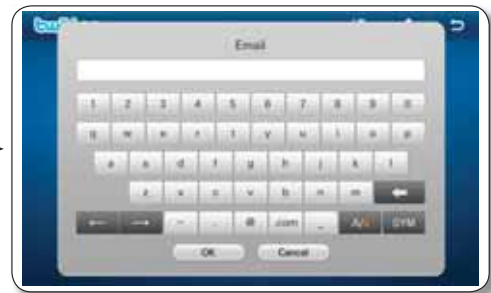 Email
1 2 3 4 5 6 7 8 9 0
q w e r t y u i o p
a s d f g h j k l
z x c v b n m
- . @ .com _ SYM
OK Cancel